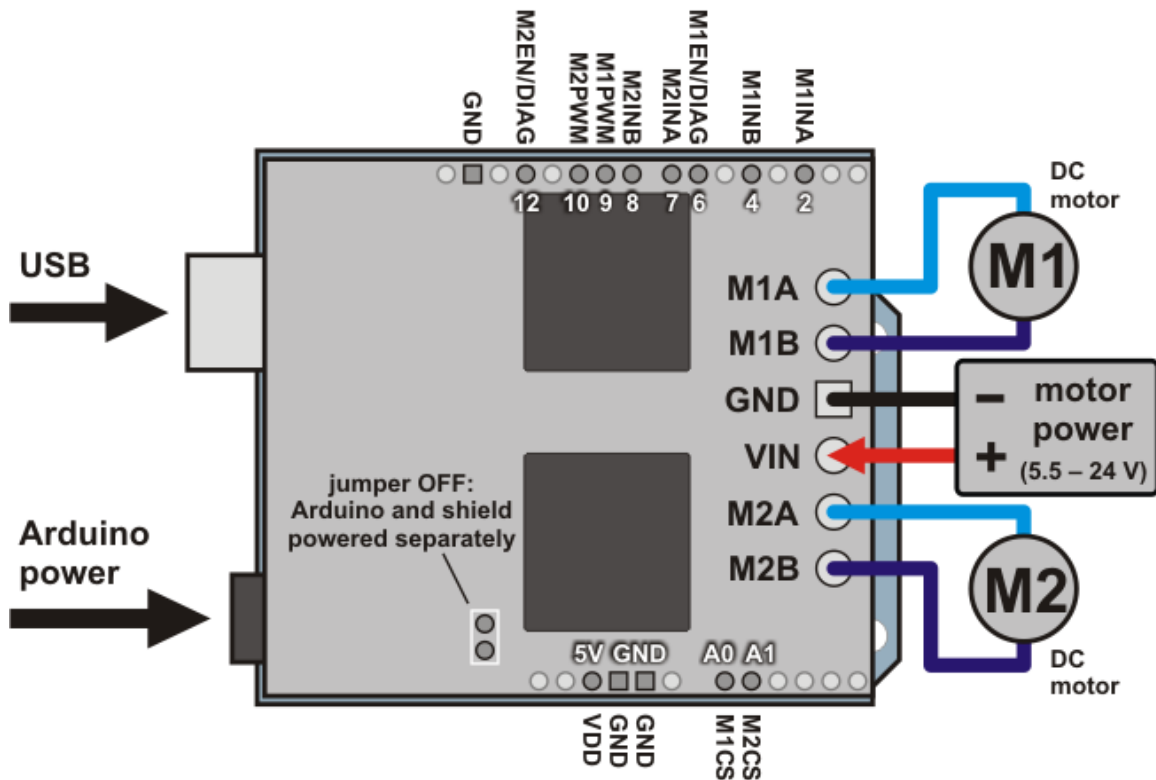 GND
M2EN/DIAG
M2PWM
M1PWM
M2INB
M2INA
M1EN/DIAG
M1INB
M1INA
12
10
9
8
7
6
4
2
DC
motor
M1
USB
M1A
M1B
GND
VIN
M2A
M2B
– motor
+ power
(5.5 – 24 V)
jumper OFF:
Arduino and shield
powered separately
Arduino
power
M2
DC
motor
5V GND
A0 A1
VDD
GND
GND
M1CS
M2CS